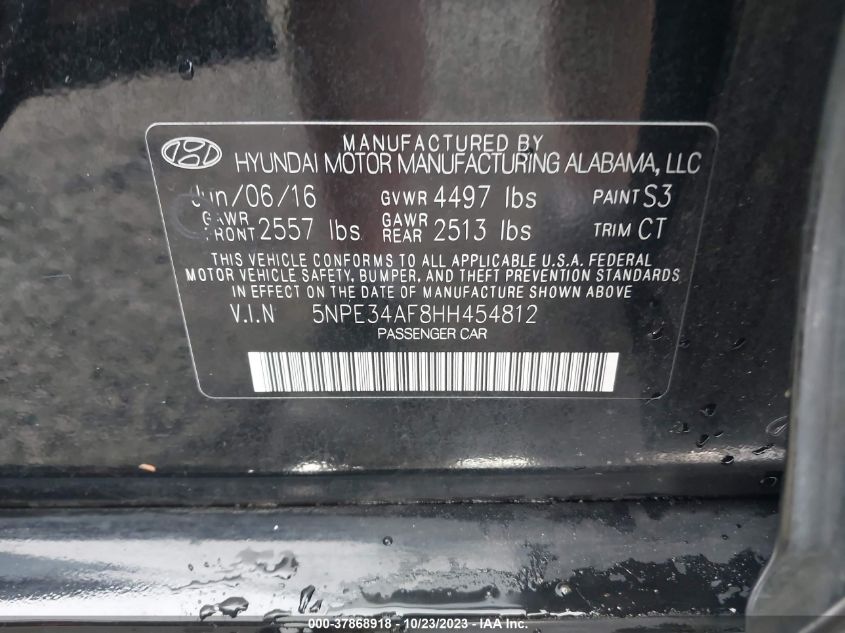 MANUFACTURED BY
HYUNDAI MOTOR MANUFACTURING ALABAMA, LLC
Jun/06/16 GVWR 4497 lbs PAINT S3
GAWR FRONT 2557 lbs GAWR REAR 2513 lbs TRIM CT
THIS VEHICLE CONFORMS TO ALL APPLICABLE U.S.A. FEDERAL
MOTOR VEHICLE SAFETY, BUMPER, AND THEFT PREVENTION STANDARDS
IN EFFECT ON THE DATE OF MANUFACTURE SHOWN ABOVE
V.I.N 5NPE34AF8HH454812
PASSENGER CAR
000-37868918 - 10/23/2023 - IAAI.com